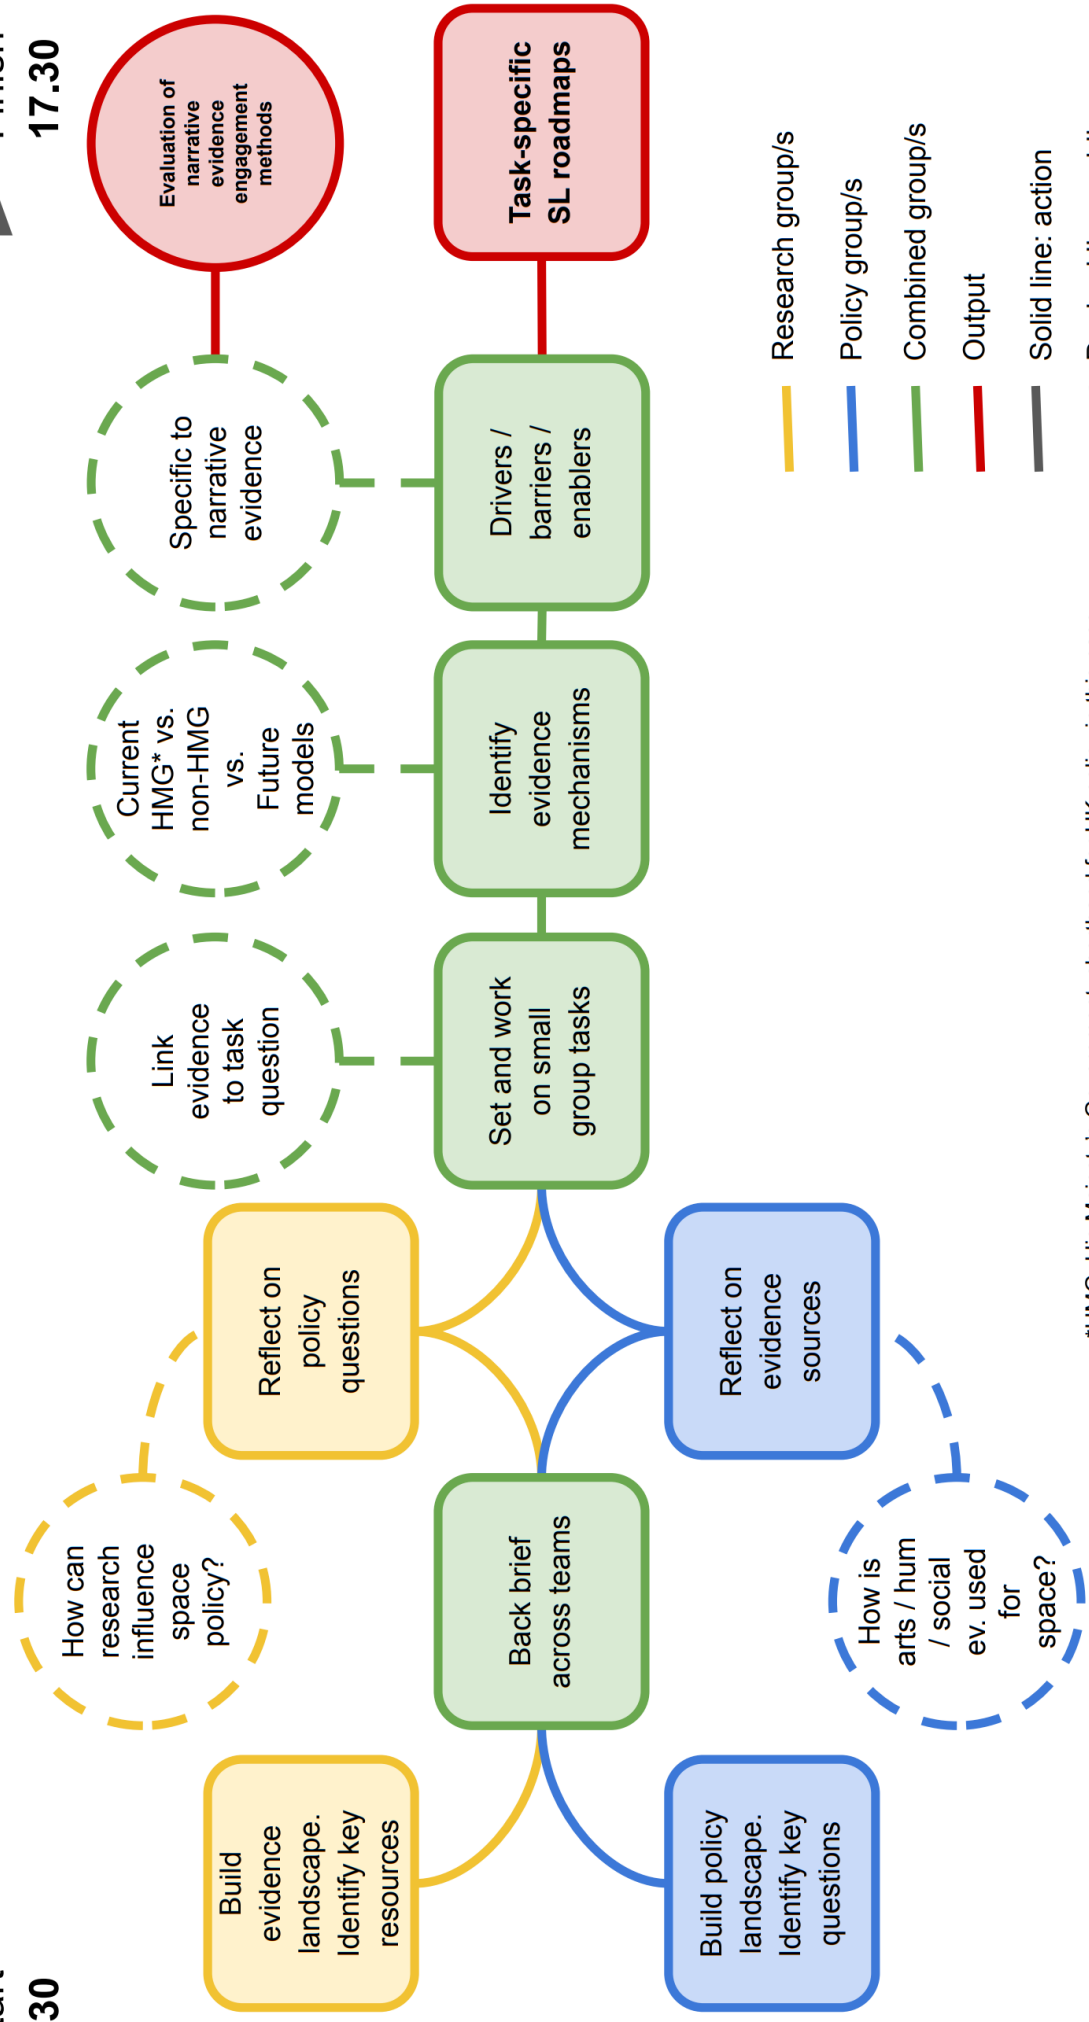 17.30
30
Build
evidence
landscape.
Identify key
resources
Build policy
landscape.
Identify key
questions
How can
research
influence
space
policy?
Back brief
across teams
How is
arts / hum
/ social
ev. used
for
space?
Reflect on
policy
questions
Reflect on
evidence
sources
Link
evidence
to task
question
Set and work
on small
group tasks
Current
HMG* vs.
non-HMG
vs.
Future
models
Identify
evidence
mechanisms
Specific to
narrative
evidence
Drivers /
barriers /
enablers
Evaluation of
narrative
evidence
engagement
methods
Task-specific
SL roadmaps
Research group/s
Policy group/s
Combined group/s
Output
Solid line: action